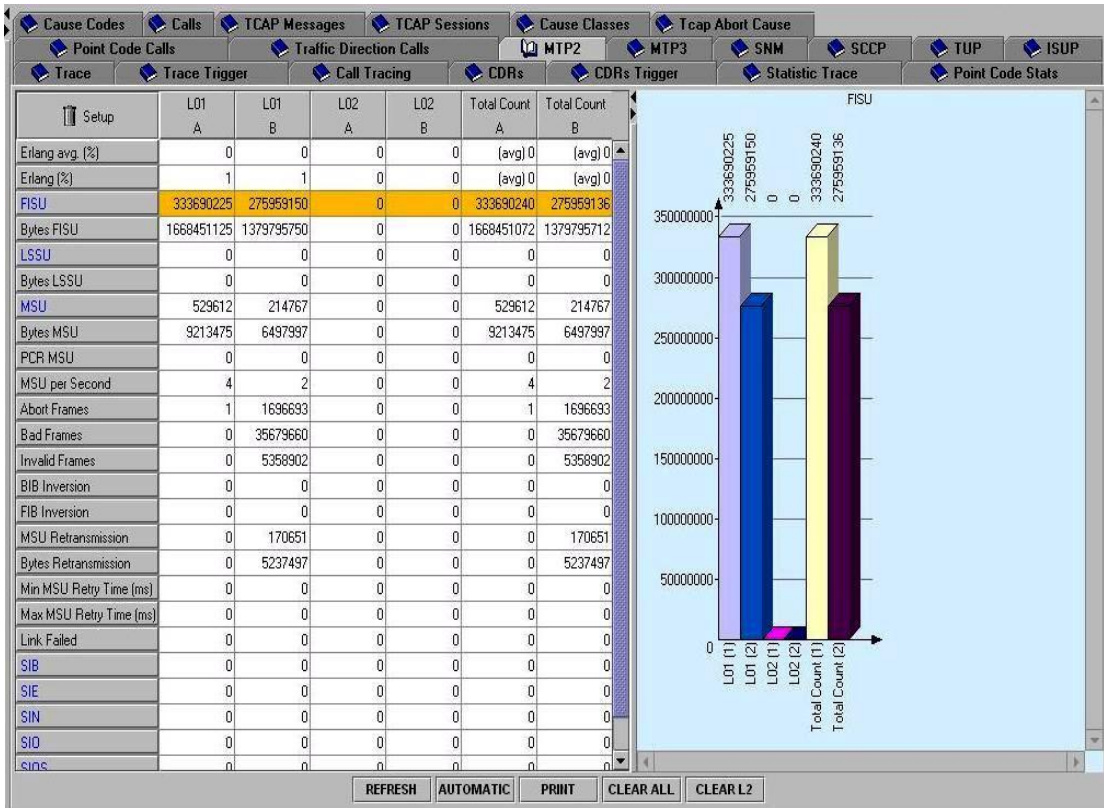 Cause Codes Calls TCAP Messages TCAP Sessions Cause Classes Tcap Abort Cause
Point Code Calls Traffic Direction Calls MTP2 MTP3 SNM SCCP TUP ISUP
Trace Trace Trigger Call Tracing CDRs CDRs Trigger Statistic Trace Point Code Stats
Setup L01 L01 L02 L02 Total Count Total Count
A B A B A B
Erlang avg. (%) 0 0 0 0 (avg) 0 (avg) 0
Erlang (%) 1 1 0 0 (avg) 0 (avg) 0
FISU 333690225 275959150 0 0 333690240 275959136
Bytes FISU 1668451125 1379795750 0 0 1668451072 1379795712
LSSU 0 0 0 0 0 0
Bytes LSSU 0 0 0 0 0 0
MSU 529612 214767 0 0 529612 214767
Bytes MSU 9213475 6497997 0 0 9213475 6497997
PCR MSU 0 0 0 0 0 0
MSU per Second 4 2 0 0 4 2
Abort Frames 1 1696693 0 0 1 1696693
Bad Frames 0 35679660 0 0 0 35679660
Invalid Frames 0 5358902 0 0 0 5358902
BIB Inversion 0 0 0 0 0 0
FIB Inversion 0 0 0 0 0 0
MSU Retransmission 0 170651 0 0 0 170651
Bytes Retransmission 0 5237497 0 0 0 5237497
Min MSU Retry Time (ms) 0 0 0 0 0 0
Max MSU Retry Time (ms) 0 0 0 0 0 0
Link Failed 0 0 0 0 0 0
SIB 0 0 0 0 0 0
SIE 0 0 0 0 0 0
SIN 0 0 0 0 0 0
SIO 0 0 0 0 0 0
SIOS 0 0 0 0 0 0
FISU
333690225 275959150 0 0 333690240 275959136
350000000
300000000
250000000
200000000
150000000
100000000
50000000
0
L01 (1) L01 (2) L02 (1) L02 (2) Total Count (1) Total Count (2)
REFRESH AUTOMATIC PRINT CLEAR ALL CLEAR L2